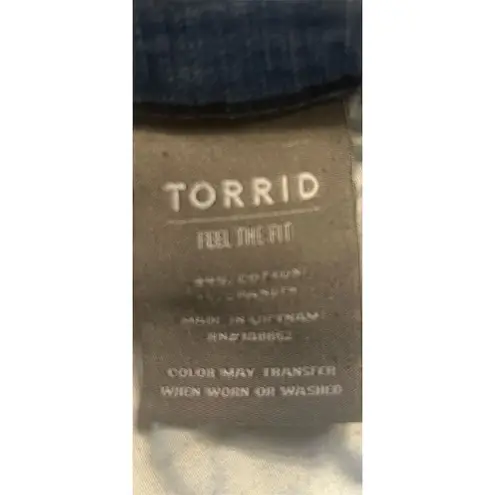 TORRID
FEEL THE FIT
COTTON
MADE IN VIETNAM
COLOR MAY TRANSFER
WHEN WORN OR WASHED